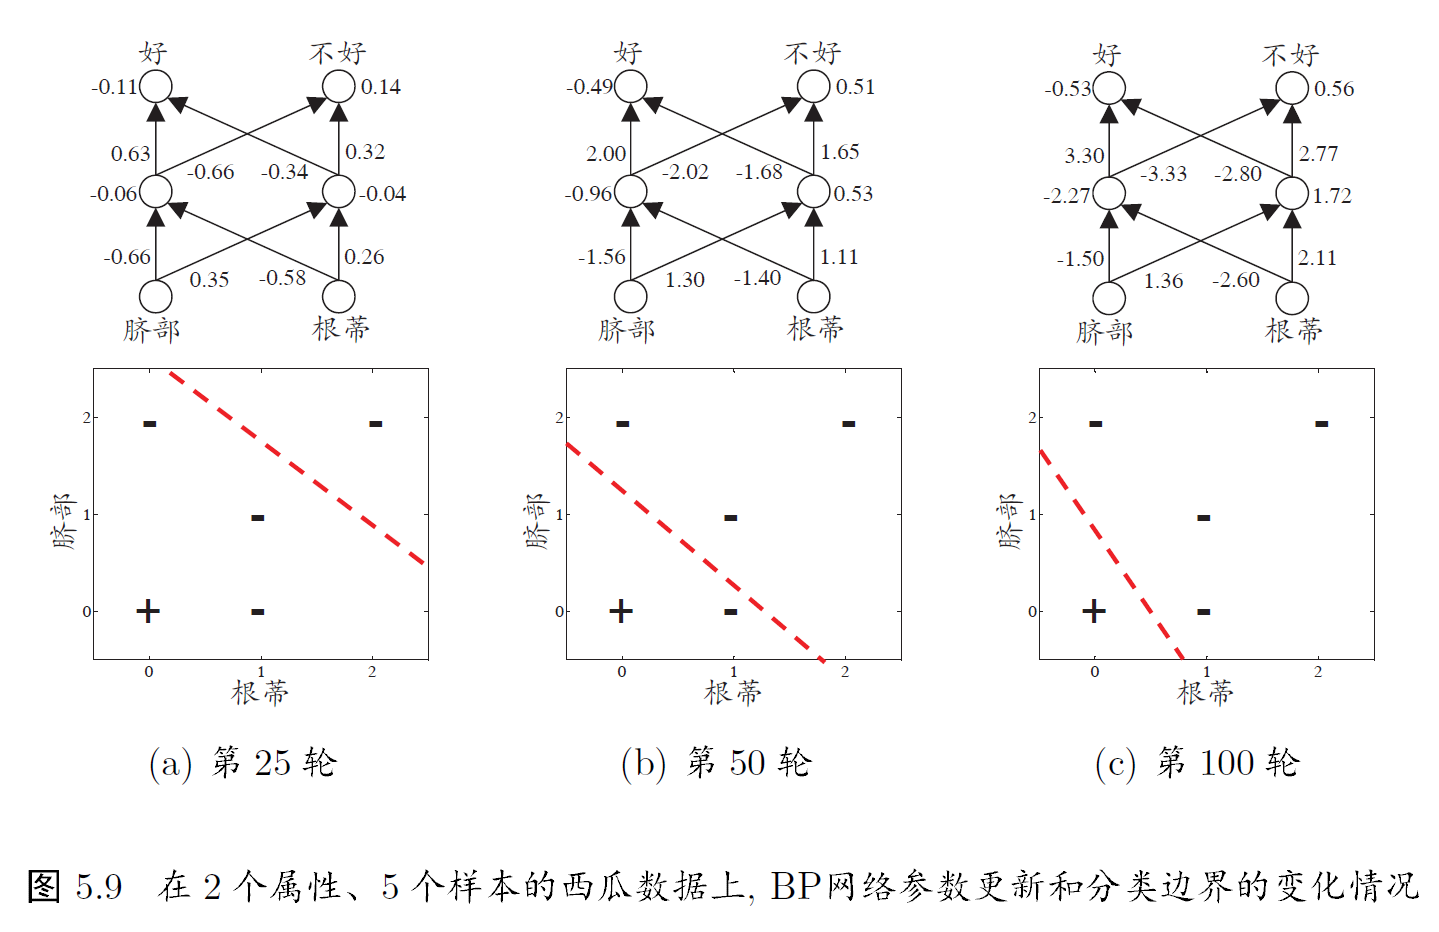 好 不好 好 不好 好 不好
-0.11 0.14 -0.49 0.51 -0.53 0.56
0.63 -0.66 -0.34 0.32 2.00 -2.02 -1.68 1.65 3.30 -3.33 -2.80 2.77
-0.06 -0.04 -0.96 0.53 -2.27 1.72
-0.66 0.35 -0.58 0.26 -1.56 1.30 -1.40 1.11 -1.50 1.36 -2.60 2.11
脐部 根蒂 脐部 根蒂 脐部 根蒂
2 - - 2 - - 2 - -
脐部 1 - 脐部 1 - 脐部 1 -
0 + - 0 + - 0 + -
0 1 2 0 1 2 0 1 2
根蒂 根蒂 根蒂
(a) 第 25 轮 (b) 第 50 轮 (c) 第 100 轮
图 5.9 在 2 个属性、5 个样本的西瓜数据上, BP网络参数更新和分类边界的变化情况